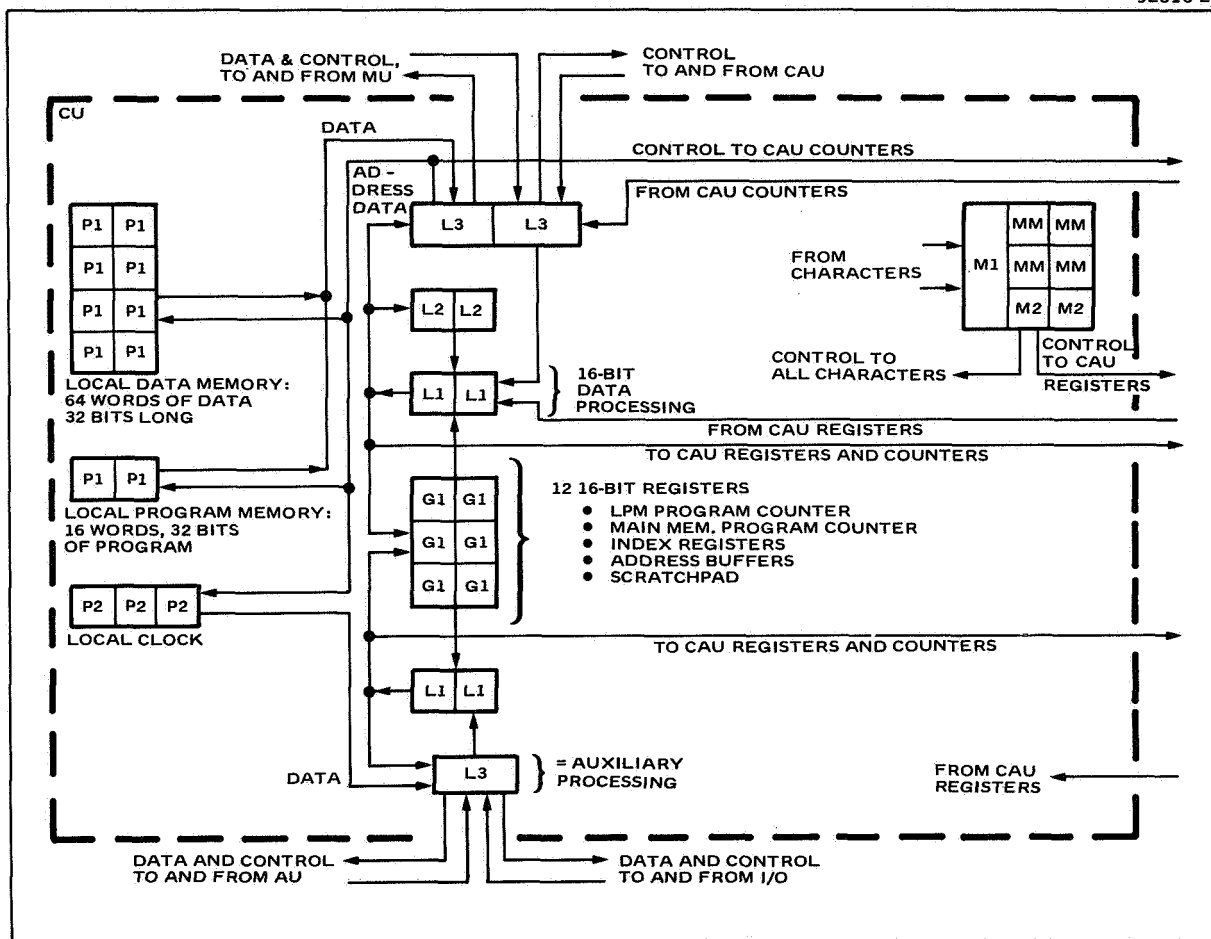 DATA & CONTROL,
TO AND FROM MU
CONTROL
TO AND FROM CAU
CU
DATA
CONTROL TO CAU COUNTERS
AD -
DRESS
DATA
FROM CAU COUNTERS
L3 L3
P1 P1
P1 P1
P1 P1
P1 P1
LOCAL DATA MEMORY:
64 WORDS OF DATA
32 BITS LONG
FROM
CHARACTERS
M1
MM MM
MM MM
M2 M2
CONTROL TO
ALL CHARACTERS
CONTROL
TO CAU
REGISTERS
L2 L2
L1 L1
16-BIT
DATA
PROCESSING
FROM CAU REGISTERS
TO CAU REGISTERS AND COUNTERS
P1 P1
LOCAL PROGRAM MEMORY:
16 WORDS, 32 BITS
OF PROGRAM
G1 G1
G1 G1
G1 G1
12 16-BIT REGISTERS
● LPM PROGRAM COUNTER
● MAIN MEM. PROGRAM COUNTER
● INDEX REGISTERS
● ADDRESS BUFFERS
● SCRATCHPAD
P2 P2 P2
LOCAL CLOCK
TO CAU REGISTERS AND COUNTERS
L1 L1
DATA
L3
= AUXILIARY
PROCESSING
FROM CAU
REGISTERS
DATA AND CONTROL
TO AND FROM AU
DATA AND CONTROL
TO AND FROM I/O